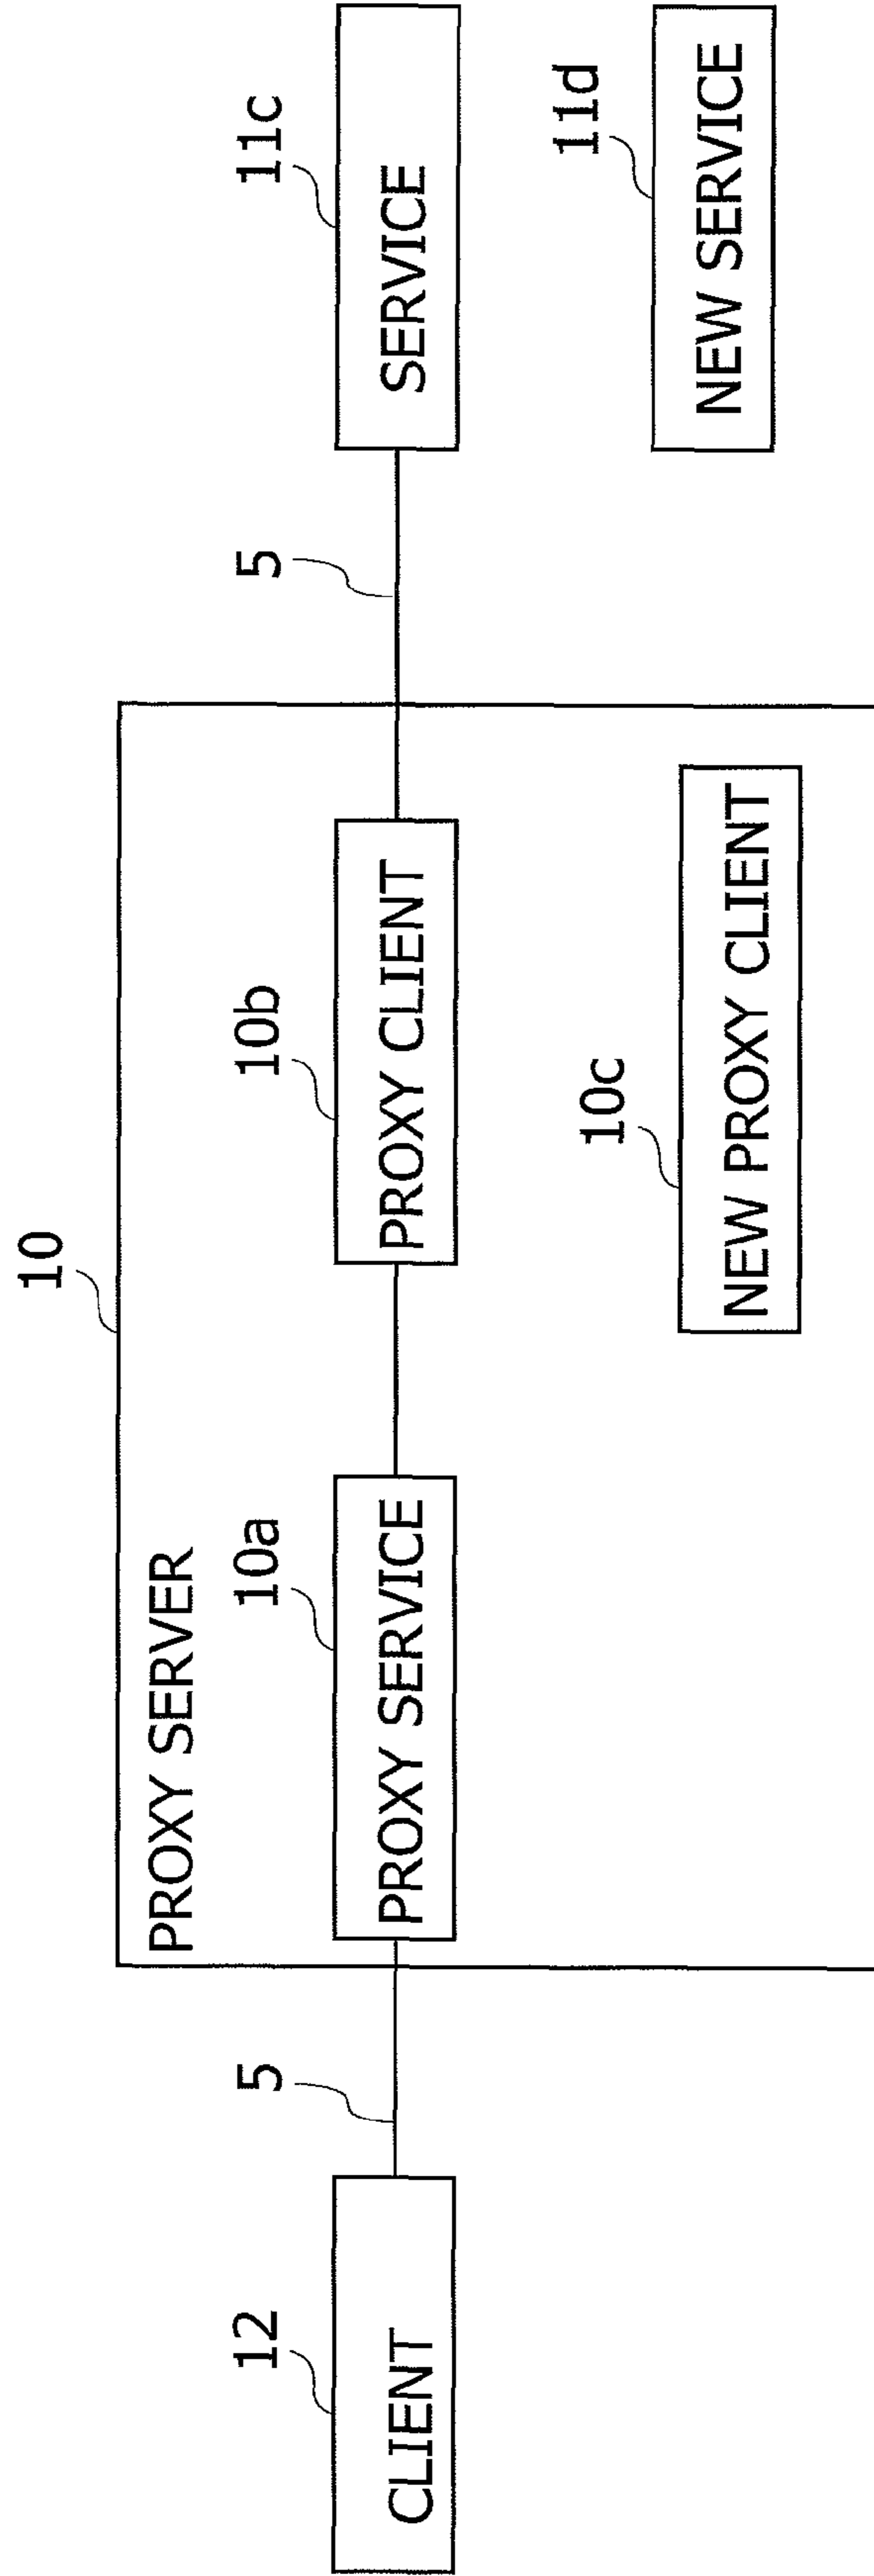 10
PROXY SERVER
12
5
10a
10b
5
11c
CLIENT
PROXY SERVICE
PROXY CLIENT
SERVICE
10c
11d
NEW PROXY CLIENT
NEW SERVICE